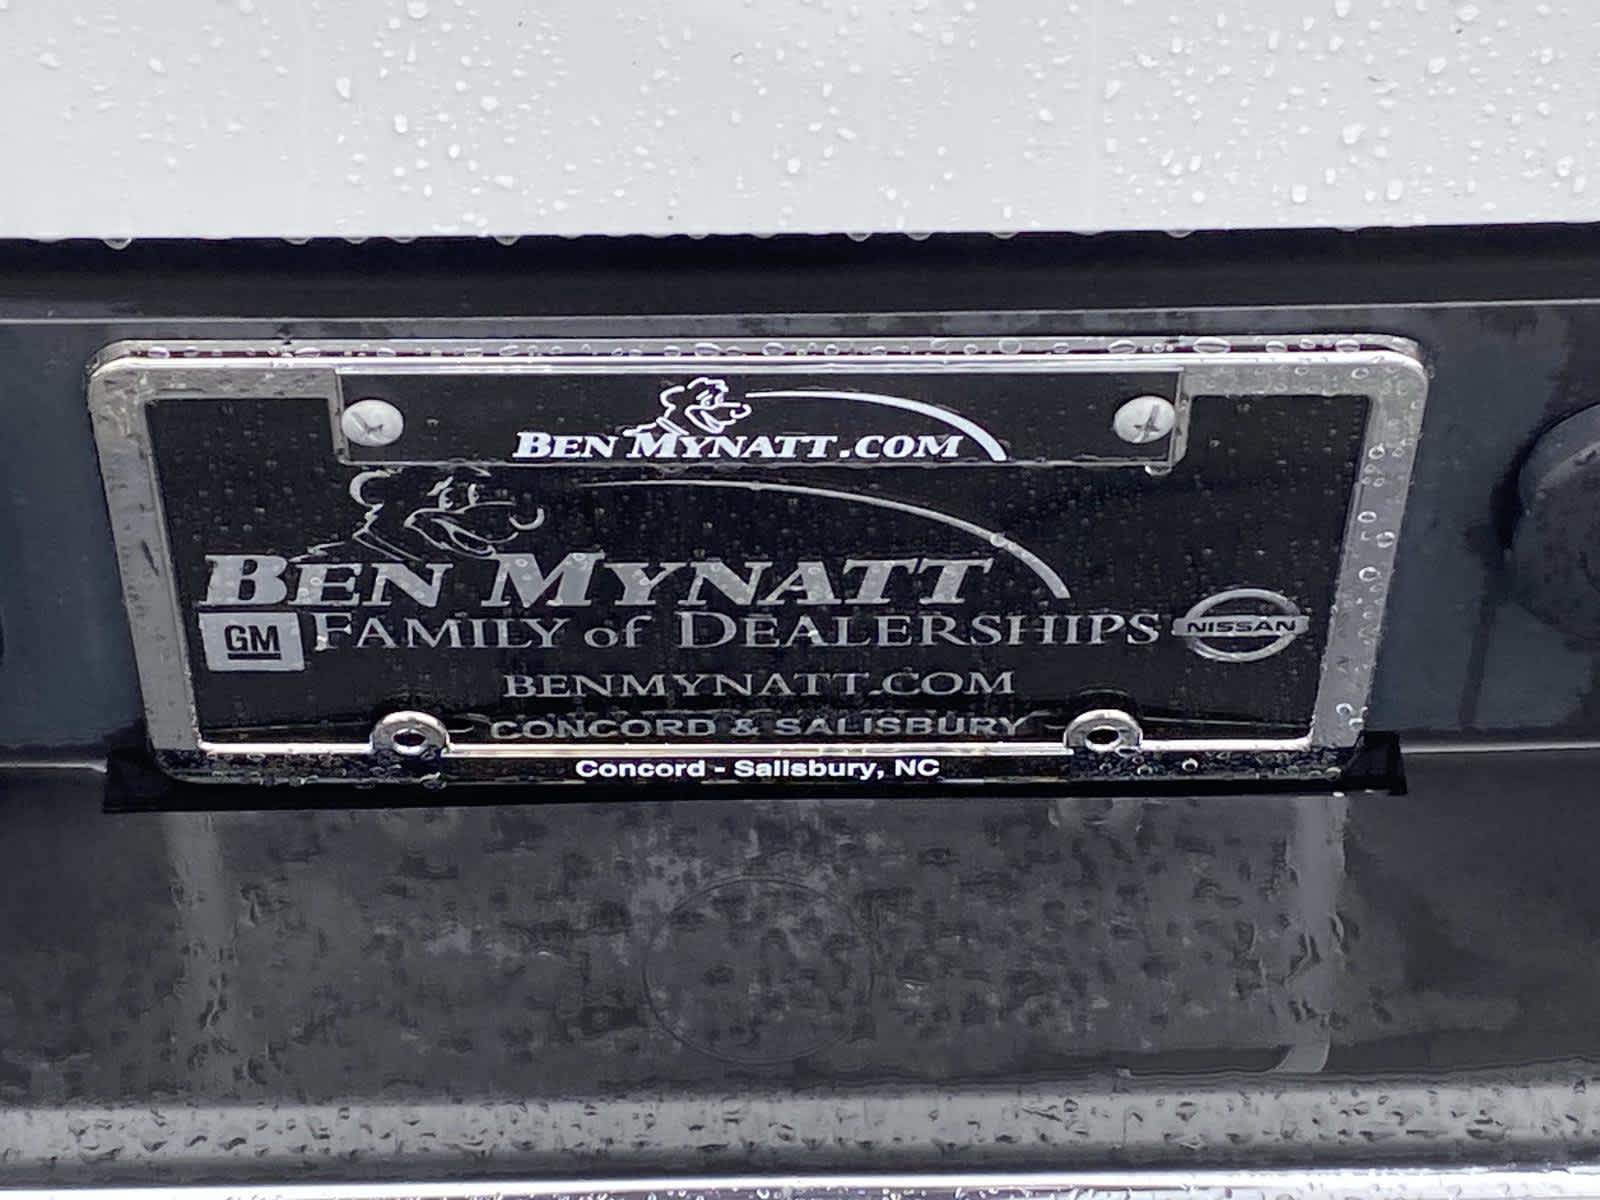 BEN MYNATT.COM
BEN MYNATT
GM FAMILY of DEALERSHIPS NISSAN
BENMYNATT.COM
CONCORD & SALISBURY
Concord - Salisbury, NC